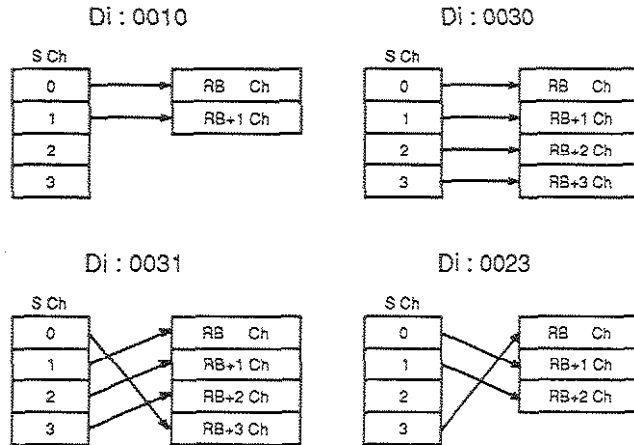 Di : 0010
S Ch
0
1
2
3
RB Ch
RB+1 Ch
Di : 0030
S Ch
0
1
2
3
RB Ch
RB+1 Ch
RB+2 Ch
RB+3 Ch
Di : 0031
S Ch
0
1
2
3
RB Ch
RB+1 Ch
RB+2 Ch
RB+3 Ch
Di : 0023
S Ch
0
1
2
3
RB Ch
RB+1 Ch
RB+2 Ch